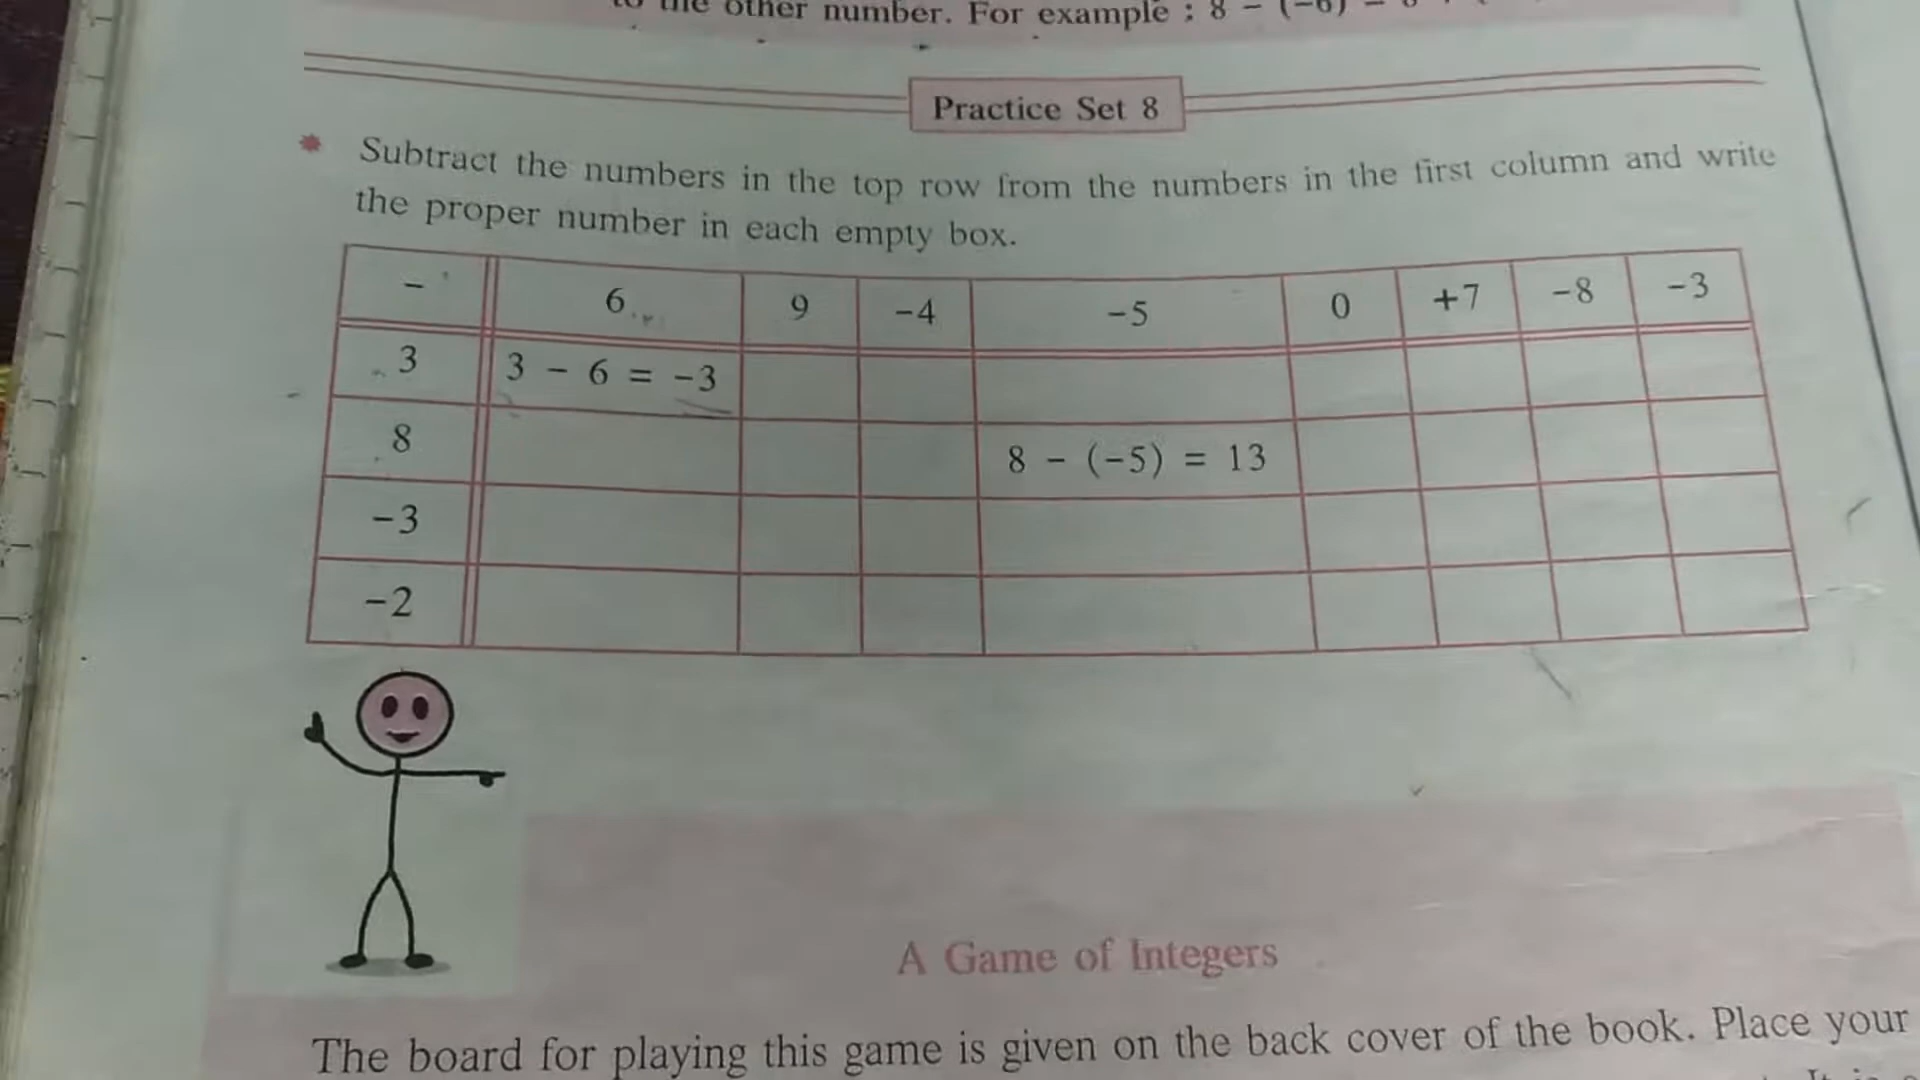 the other number. For example : 8 - (-6)
Practice Set 8
Subtract the numbers in the top row from the numbers in the first column and write
the proper number in each empty box.
- 6 9 -4 -5 0 +7 -8 -3
3 3 - 6 = -3
8 8 - (-5) = 13
-3
-2
A Game of Integers
The board for playing this game is given on the back cover of the book. Place your